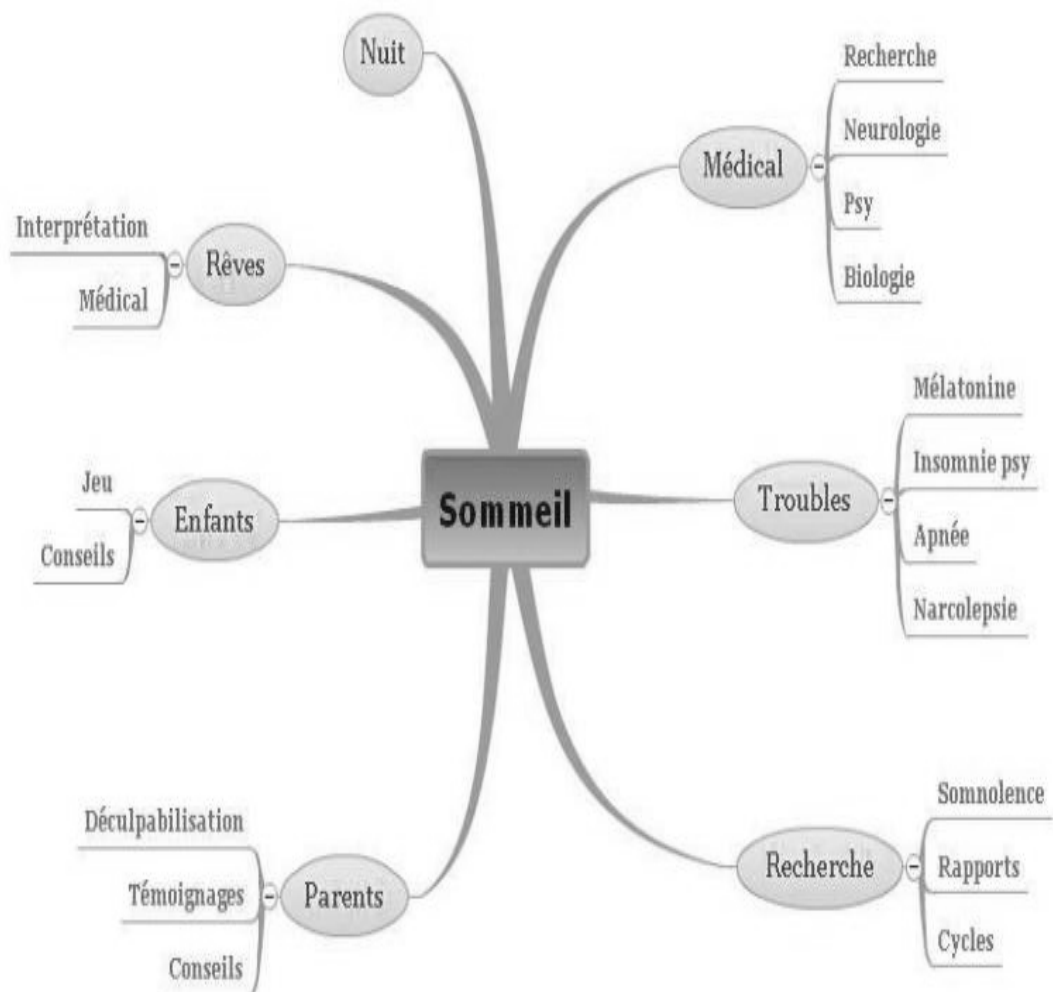 Nuit
Médical
Recherche
Neurologie
Psy
Biologie
Rêves
Interprétation
Médical
Sommeil
Troubles
Mélatonine
Insomnie psy
Apnée
Narcolepsie
Enfants
Jeu
Conseils
Recherche
Somnolence
Rapports
Cycles
Parents
Déculpabilisation
Témoignages
Conseils